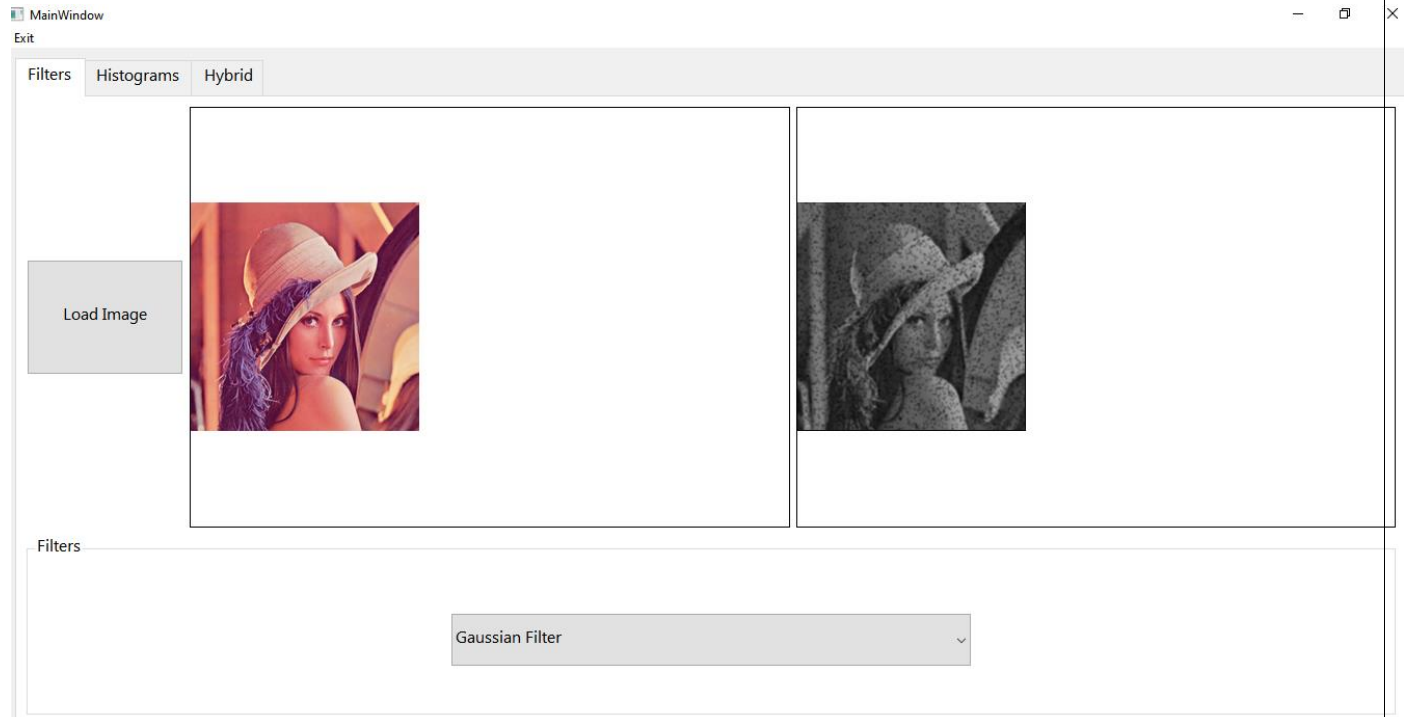 MainWindow
Exit
Filters Histograms Hybrid
Load Image
Filters
Gaussian Filter